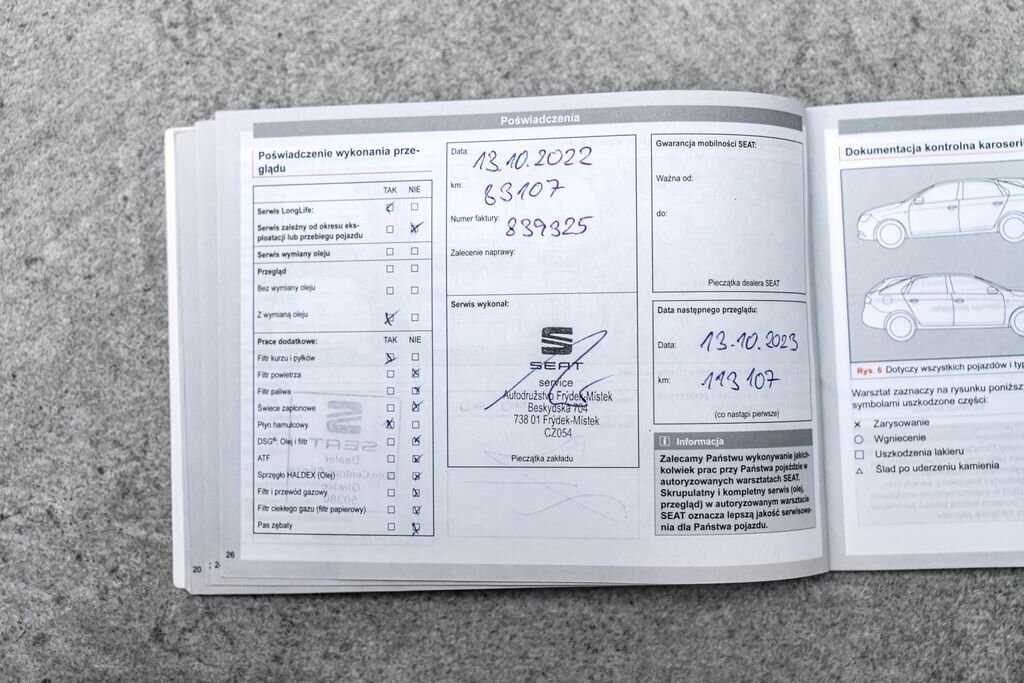 Poświadczenia
Poświadczenie wykonania prze-
glądu
TAK NIE
Serwis LongLife:
Serwis zależny od okresu eks-
ploatacji lub przebiegu pojazdu
Serwis wymiany oleju
Przegląd
Bez wymiany oleju
Z wymianą oleju
Prace dodatkowe: TAK NIE
Filtr kurzu i pyłków
Filtr powietrza
Filtr paliwa
Świece zapłonowe
Płyn hamulcowy
DSG®: Olej i filtr
ATF
Sprzęgło HALDEX (Olej)
Filtr i przewód gazowy
Filtr ciekłego gazu (filtr papierowy)
Pas zębaty
26
20
Data: 13.10.2022
km: 83107
Numer faktury: 839325
Zalecenie naprawy:
Serwis wykonał:
SEAT
service
Autodružstvo Frýdek-Místek
Beskydská 704
738 01 Frýdek-Místek
CZ054
Pieczątka zakładu
Gwarancja mobilności SEAT:
Ważna od:
do:
Pieczątka dealera SEAT
Data następnego przeglądu:
Data: 13.10.2023
km: 113107
(co nastąpi pierwsze)
Informacja
Zalecamy Państwu wykonywanie jakich-
kolwiek prac przy Państwa pojeździe w
autoryzowanych warsztatach SEAT.
Skrupulatny i kompletny serwis (olej,
przegląd) w autoryzowanym warsztacie
SEAT oznacza lepszą jakość serwisowa-
nia dla Państwa pojazdu.
Dokumentacja kontrolna karoserii
Rys. 6 Dotyczy wszystkich pojazdów i
Warsztat zaznaczy na rysunku
symbolami uszkodzone części:
Zarysowanie
Wgniecenie
Uszkodzenia lakieru
Ślad po uderzeniu kamienia